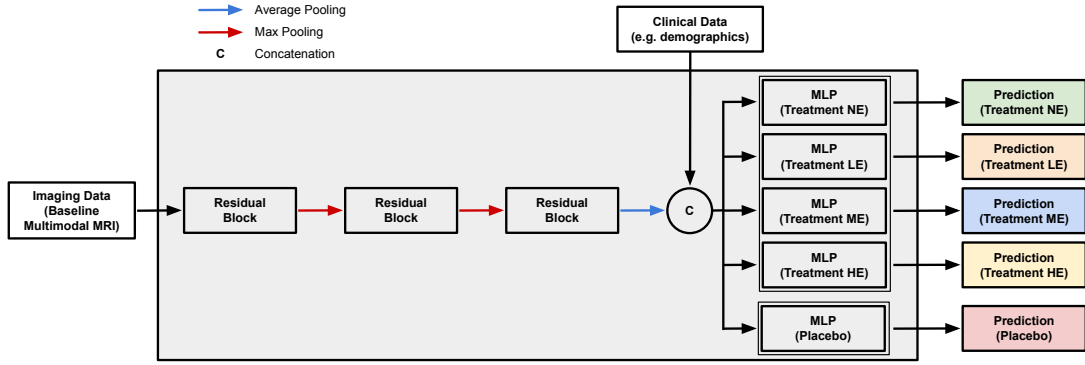 Average Pooling
Max Pooling
C Concatenation
Clinical Data
(e.g. demographics)
Imaging Data
(Baseline
Multimodal MRI)
Residual
Block
Residual
Block
Residual
Block
C
MLP
(Treatment NE)
MLP
(Treatment LE)
MLP
(Treatment ME)
MLP
(Treatment HE)
MLP
(Placebo)
Prediction
(Treatment NE)
Prediction
(Treatment LE)
Prediction
(Treatment ME)
Prediction
(Treatment HE)
Prediction
(Placebo)